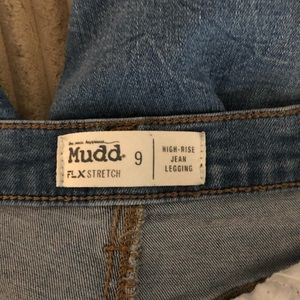 Mudd.
FLX STRETCH
9
HIGH-RISE
JEAN
LEGGING